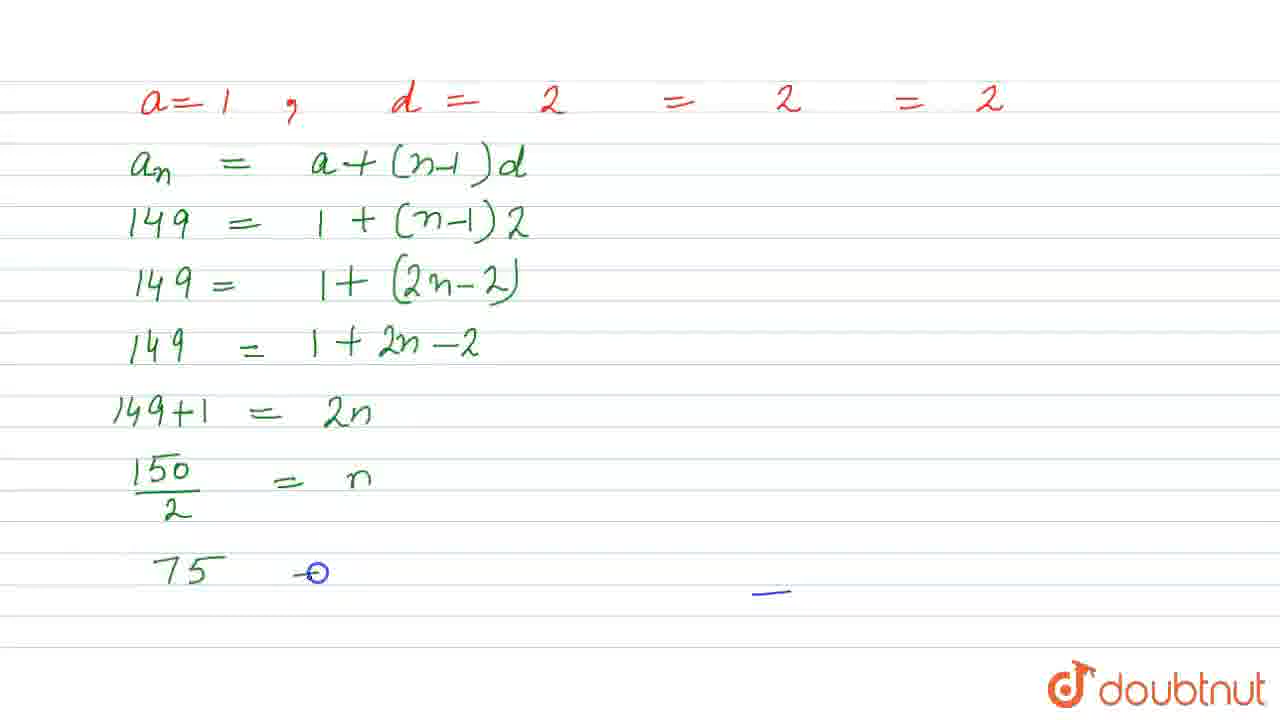 a = 1 , d = 2 = 2 = 2
aₙ = a + (n-1)d
149 = 1 + (n-1)2
149 = 1 + (2n-2)
149 = 1 + 2n - 2
149+1 = 2n
150/2 = n
75 =
doubtnut